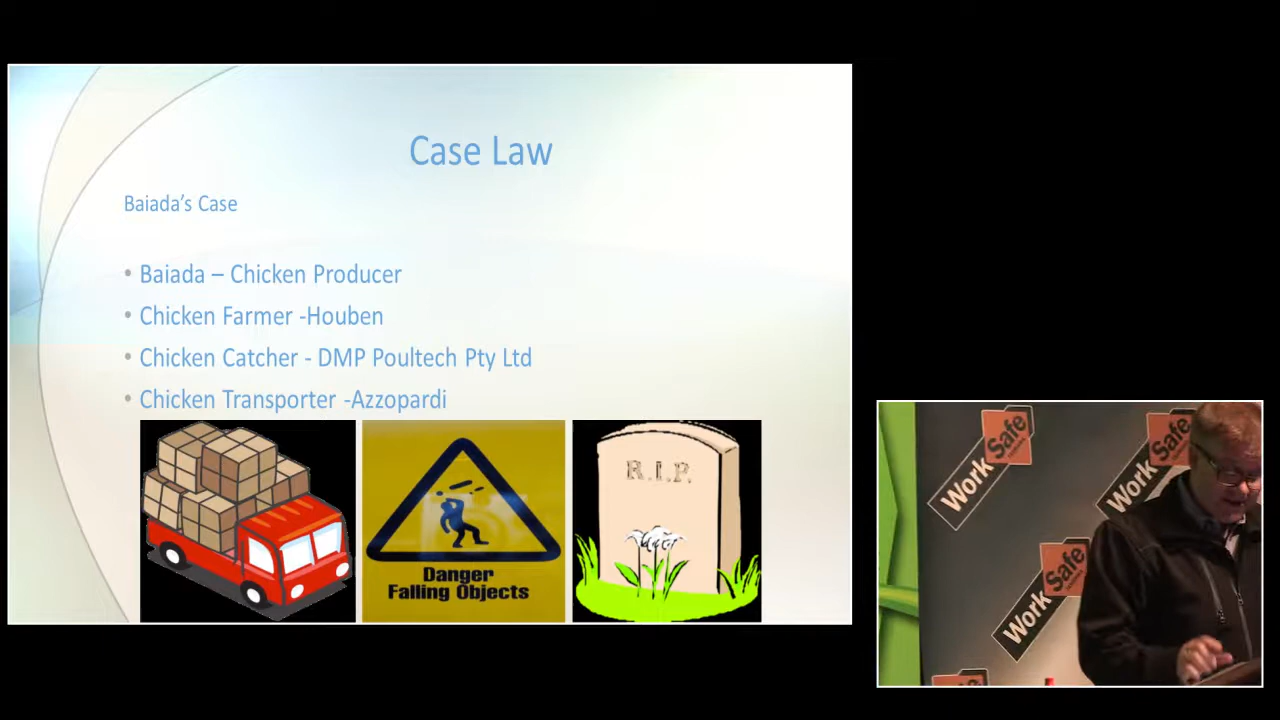 Case Law
Baiada’s Case
• Baiada – Chicken Producer
• Chicken Farmer -Houben
• Chicken Catcher - DMP Poultech Pty Ltd
• Chicken Transporter -Azzopardi
R.I.P.
Danger
Falling Objects
Work Safe
Work Safe
Work Safe